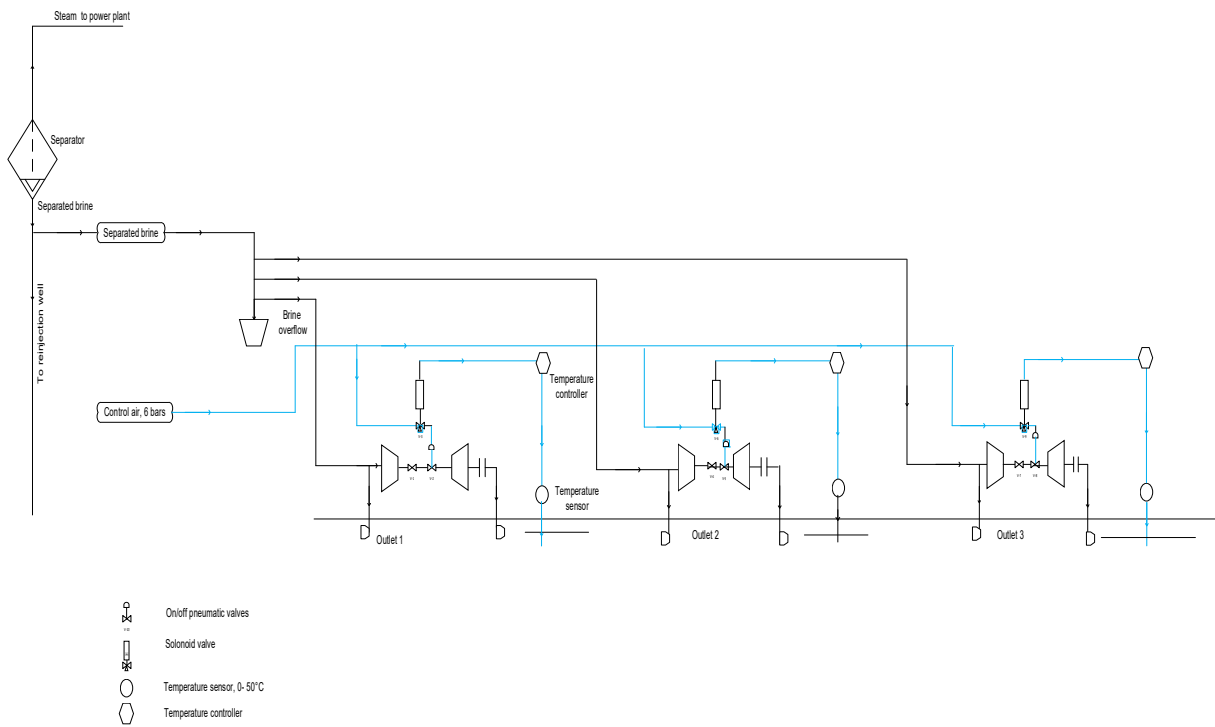 Steam to power plant
Separator
Separated brine
Separated brine
To reinjection well
Brine
overflow
Control air, 6 bars
Temperature
controller
Temperature
sensor
Outlet 1
Outlet 2
Outlet 3
On/off pneumatic valves
Solonoid valve
Temperature sensor, 0- 50°C
Temperature controller